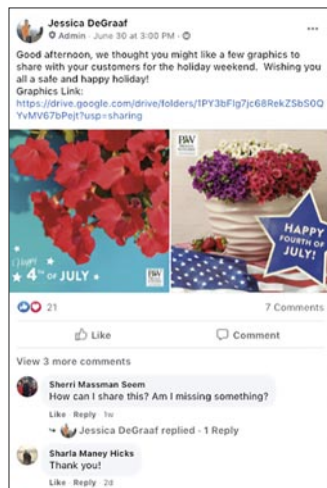 Jessica DeGraaf
Admin · June 30 at 3:00 PM ·
Good afternoon, we thought you might like a few graphics to
share with your customers for the holiday weekend. Wishing you
all a safe and happy holiday!
Graphics Link:
https://drive.google.com/drive/folders/1PY3bFlg7jc68RekZSbS0Q
YvMV67bPejt?usp=sharing
Happy
4TH OF JULY
PW
PW
HAPPY
FOURTH OF
JULY!
21
7 Comments
Like
Comment
View 3 more comments
Sherri Massman Seem
How can I share this? Am I missing something?
Like · Reply · 1w
Jessica DeGraaf replied · 1 Reply
Sharla Maney Hicks
Thank you!
Like · Reply · 2d